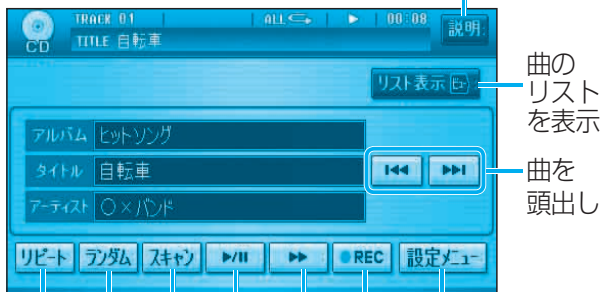 TRACK 01 ALL 00:08
CD TITLE 自転車 説明
リスト表示
曲の
リスト
を表示
アルバム ヒットソング
タイトル 自転車
アーティスト ○×バンド
曲を
頭出し
リピート ランダム スキャン ▶/II ▶▶ ●REC 設定メニュー